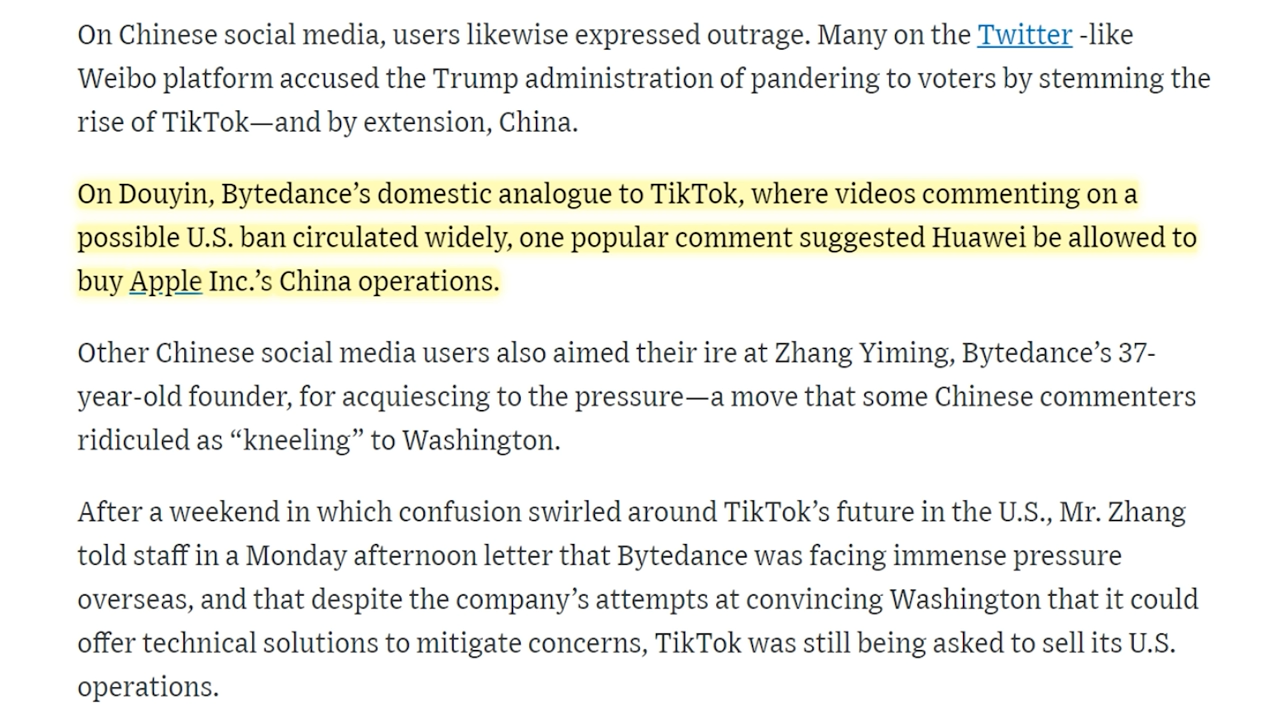 On Chinese social media, users likewise expressed outrage. Many on the Twitter -like
Weibo platform accused the Trump administration of pandering to voters by stemming the
rise of TikTok—and by extension, China.
On Douyin, Bytedance’s domestic analogue to TikTok, where videos commenting on a
possible U.S. ban circulated widely, one popular comment suggested Huawei be allowed to
buy Apple Inc.’s China operations.
Other Chinese social media users also aimed their ire at Zhang Yiming, Bytedance’s 37-
year-old founder, for acquiescing to the pressure—a move that some Chinese commenters
ridiculed as “kneeling” to Washington.
After a weekend in which confusion swirled around TikTok’s future in the U.S., Mr. Zhang
told staff in a Monday afternoon letter that Bytedance was facing immense pressure
overseas, and that despite the company’s attempts at convincing Washington that it could
offer technical solutions to mitigate concerns, TikTok was still being asked to sell its U.S.
operations.